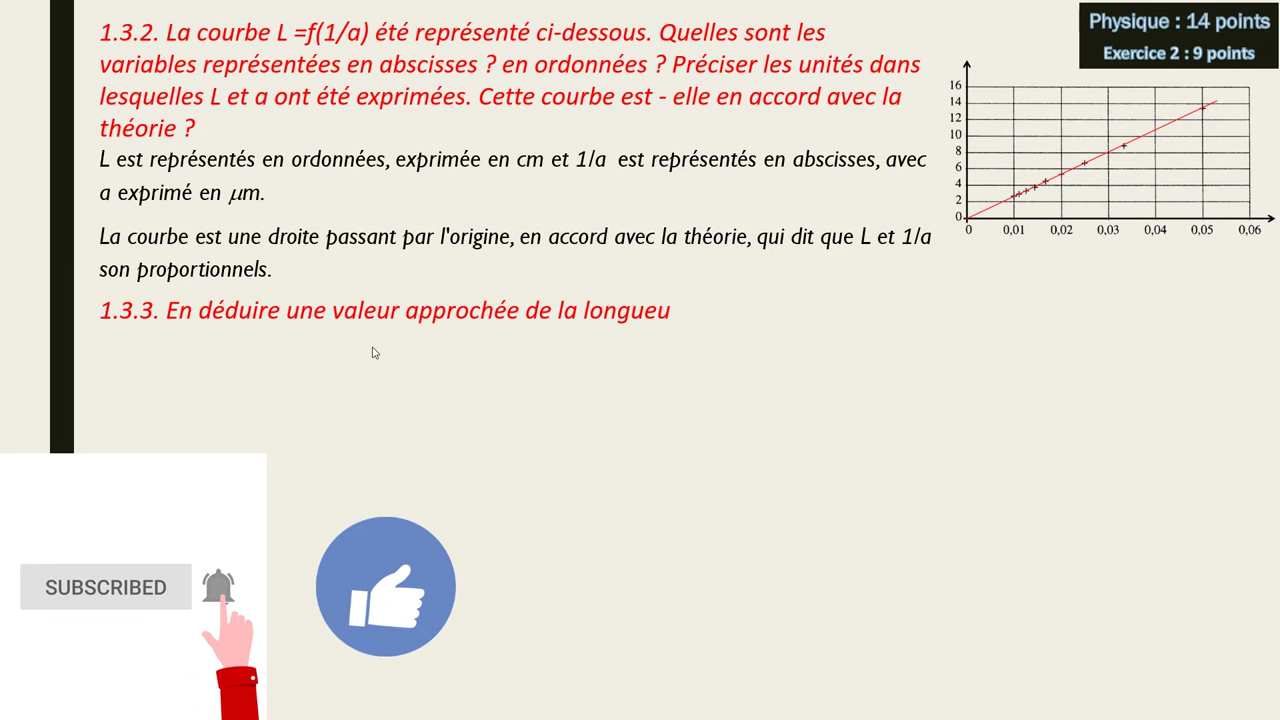 1.3.2. La courbe L =f(1/a) été représenté ci-dessous. Quelles sont les
variables représentées en abscisses ? en ordonnées ? Préciser les unités dans
lesquelles L et a ont été exprimées. Cette courbe est - elle en accord avec la
théorie ?
L est représentés en ordonnées, exprimée en cm et 1/a est représentés en abscisses, avec
a exprimé en μm.
La courbe est une droite passant par l'origine, en accord avec la théorie, qui dit que L et 1/a
son proportionnels.
1.3.3. En déduire une valeur approchée de la longueu
Physique : 14 points
Exercice 2 : 9 points
16
14
12
10
8
6
4
2
0
0 0,01 0,02 0,03 0,04 0,05 0,06
SUBSCRIBED